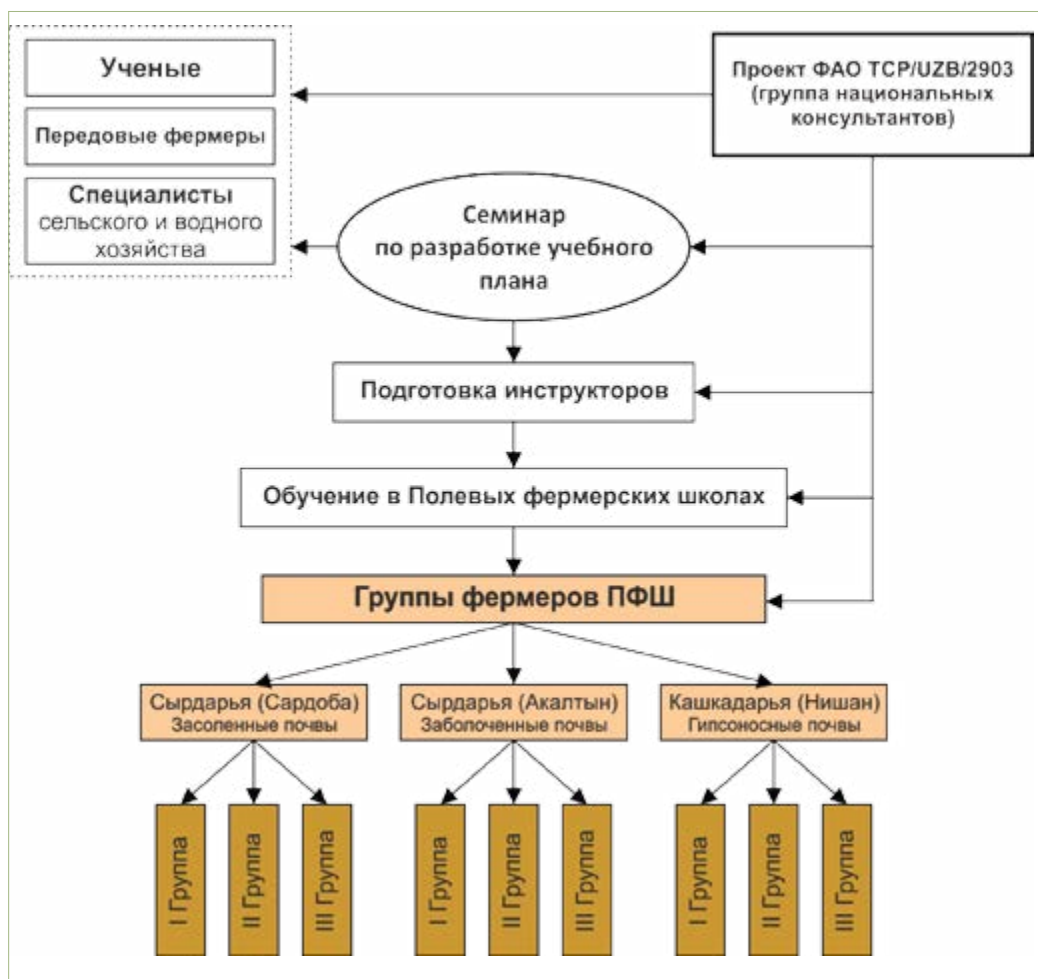 Ученые
Передовые фермеры
Специалисты
сельского и водного
хозяйства
Проект ФАО TCP/UZB/2903
(группа национальных
консультантов)
Семинар
по разработке учебного
плана
Подготовка инструкторов
Обучение в Полевых фермерских школах
Группы фермеров ПФШ
Сырдарья (Сардоба)
Засоленные почвы
Сырдарья (Акалтын)
Заболоченные почвы
Кашкадарья (Нишан)
Гипсоносные почвы
I Группа
II Группа
III Группа
I Группа
II Группа
III Группа
I Группа
II Группа
III Группа